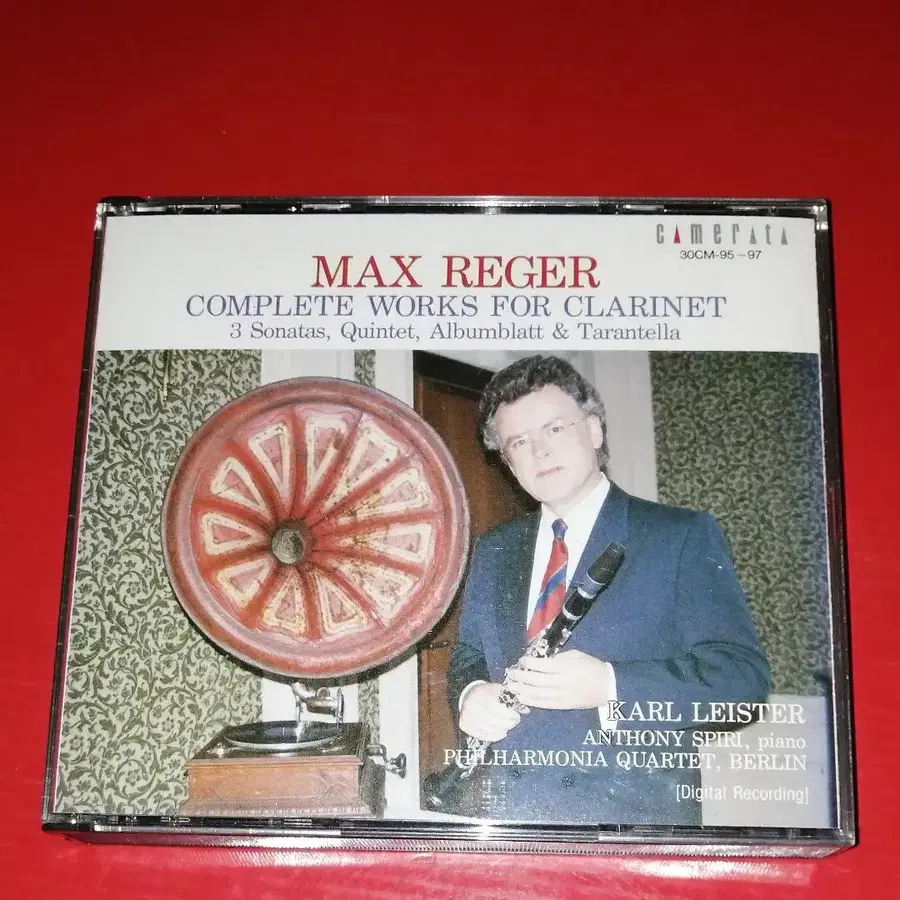 camerata
30CM-95-97
MAX REGER
COMPLETE WORKS FOR CLARINET
3 Sonatas, Quintet, Albumblatt & Tarantella
KARL LEISTER
ANTHONY SPIRI, piano
PHILHARMONIA QUARTET, BERLIN
[Digital Recording]